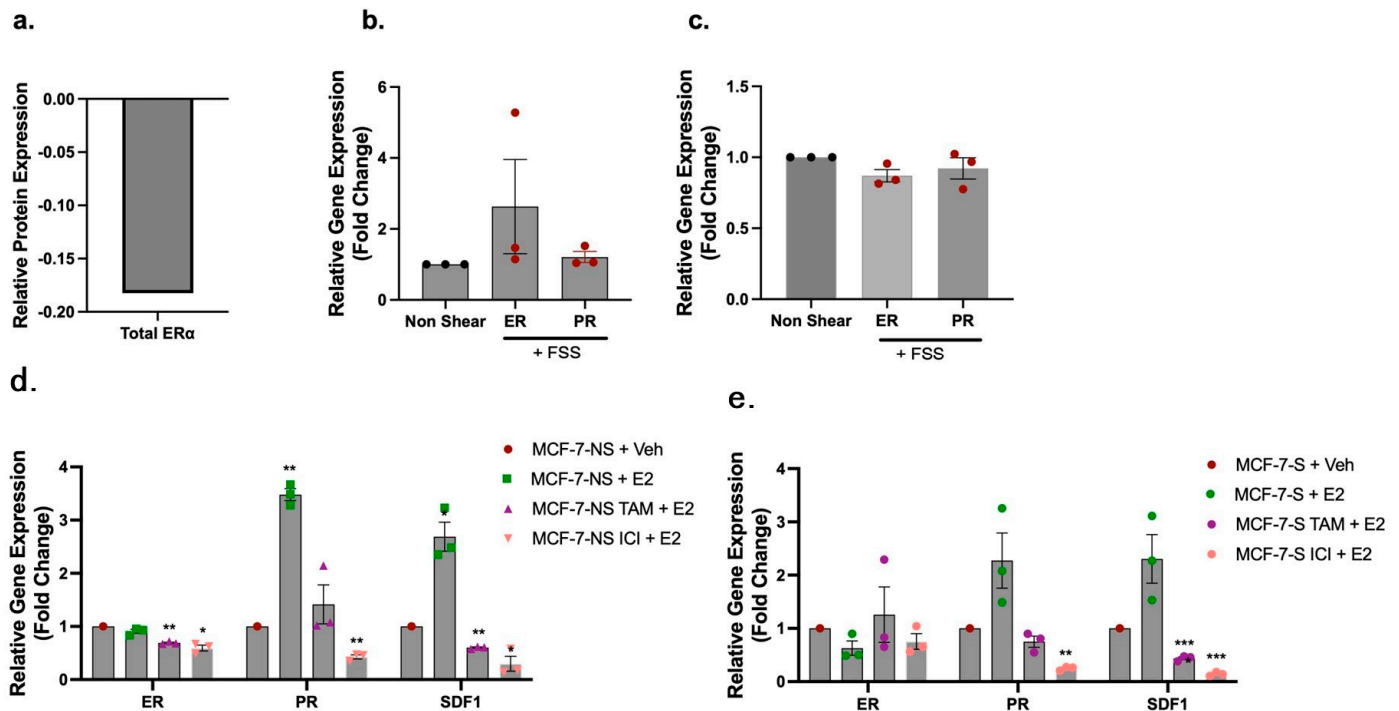 a.
Relative Protein Expression
0.00
-0.05
-0.10
-0.15
-0.20
Total ERα
b.
Relative Gene Expression
(Fold Change)
6
4
2
0
Non Shear
ER
PR
+ FSS
c.
Relative Gene Expression
(Fold Change)
1.5
1.0
0.5
0.0
Non Shear
ER
PR
+ FSS
d.
Relative Gene Expression
(Fold Change)
4
3
2
1
0
**
*
**
**
*
**
*
ER
PR
SDF1
MCF-7-NS + Veh
MCF-7-NS + E2
MCF-7-NS TAM + E2
MCF-7-NS ICI + E2
e.
Relative Gene Expression
(Fold Change)
4
3
2
1
0
**
***
*
***
ER
PR
SDF1
MCF-7-S + Veh
MCF-7-S + E2
MCF-7-S TAM + E2
MCF-7-S ICI + E2